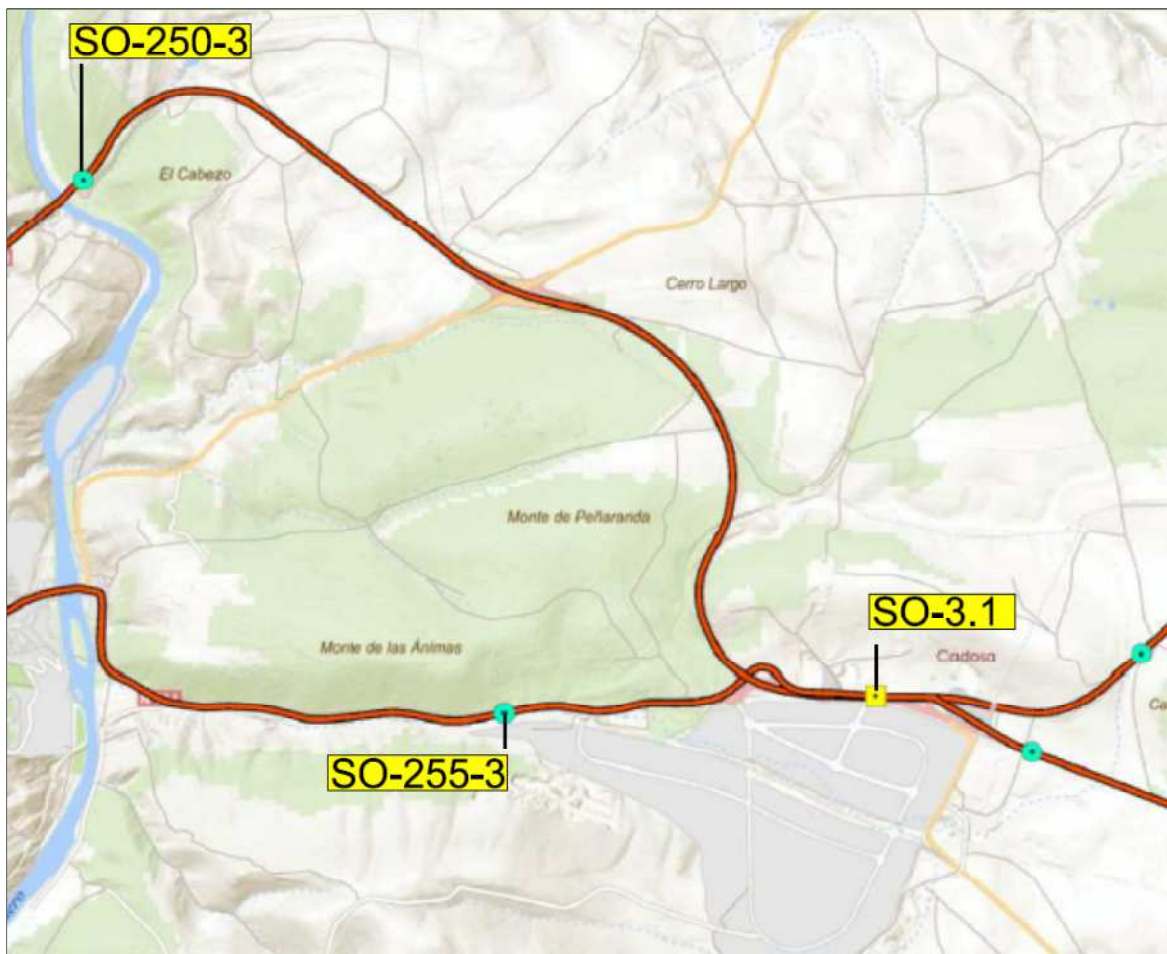 SO-250-3
El Cabezo
Cerro Largo
Monte de Peñaranda
SO-3.1
Monte de las Ánimas
Cadosa
SO-255-3